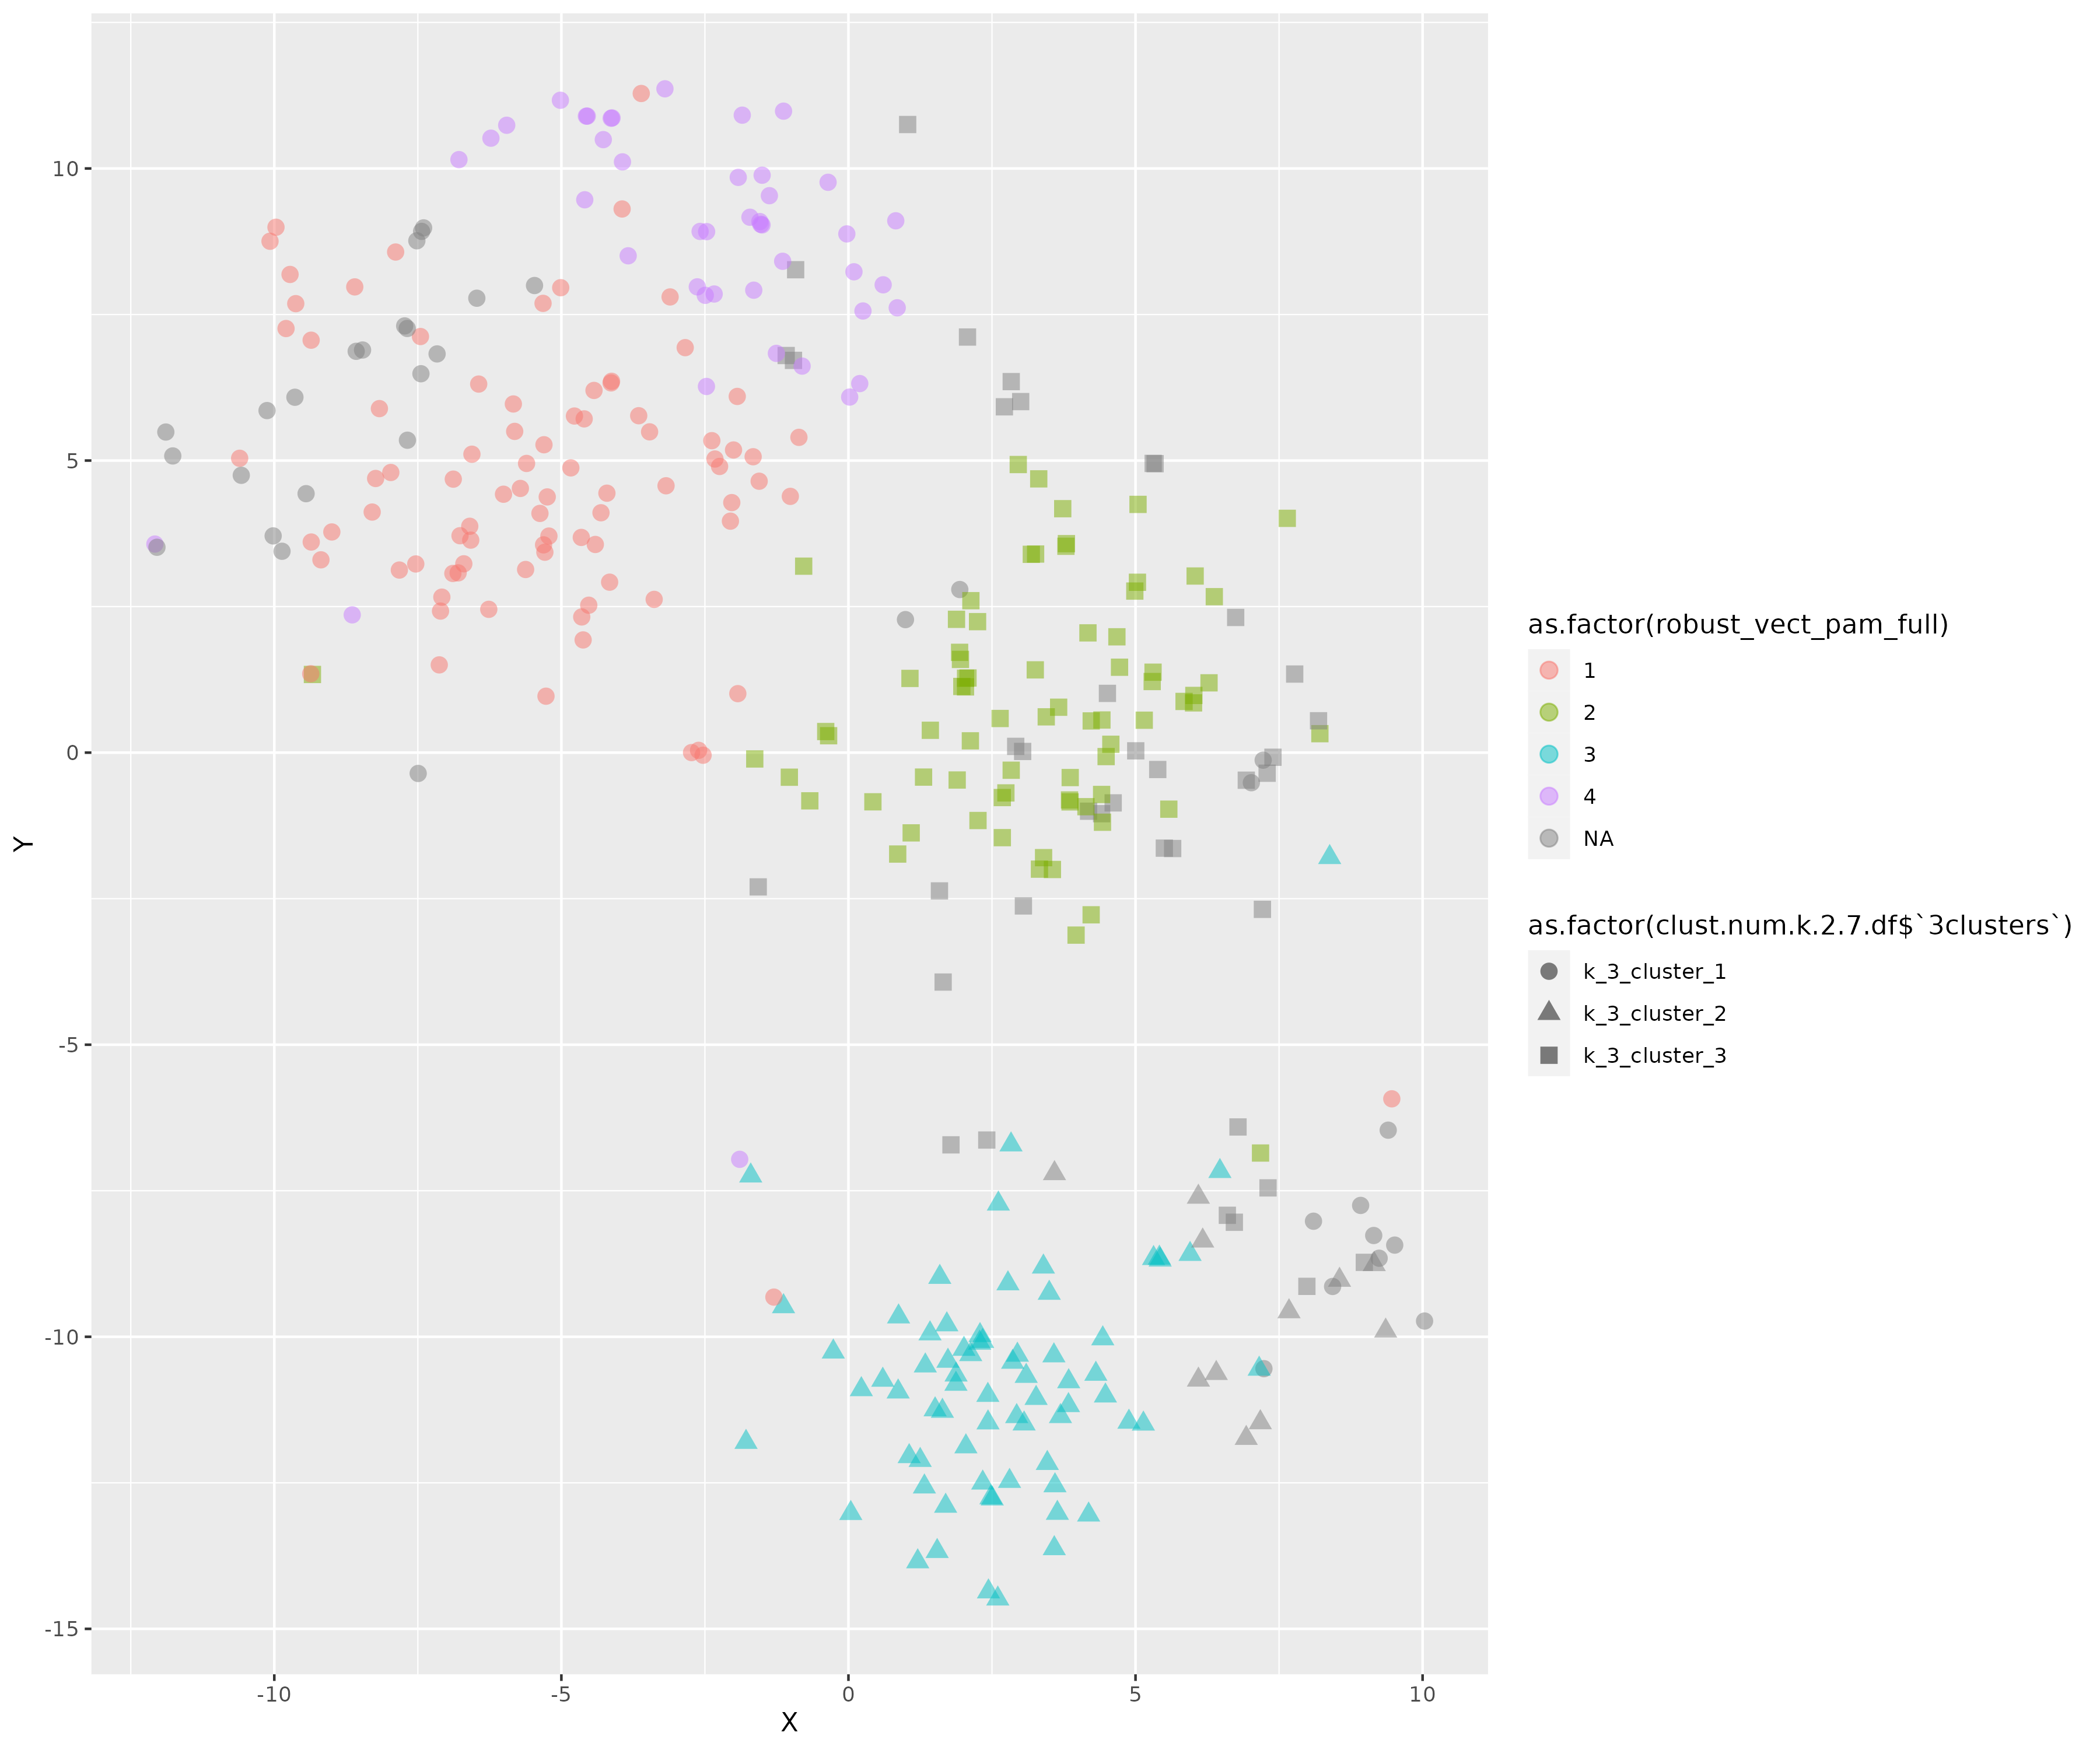 10
5
0
-5
-10
-15
Y
-10
-5
0
5
10
X
as.factor(robust_vect_pam_full)
1
2
3
4
NA
as.factor(clust.num.k.2.7.df$`3clusters`)
k_3_cluster_1
k_3_cluster_2
k_3_cluster_3